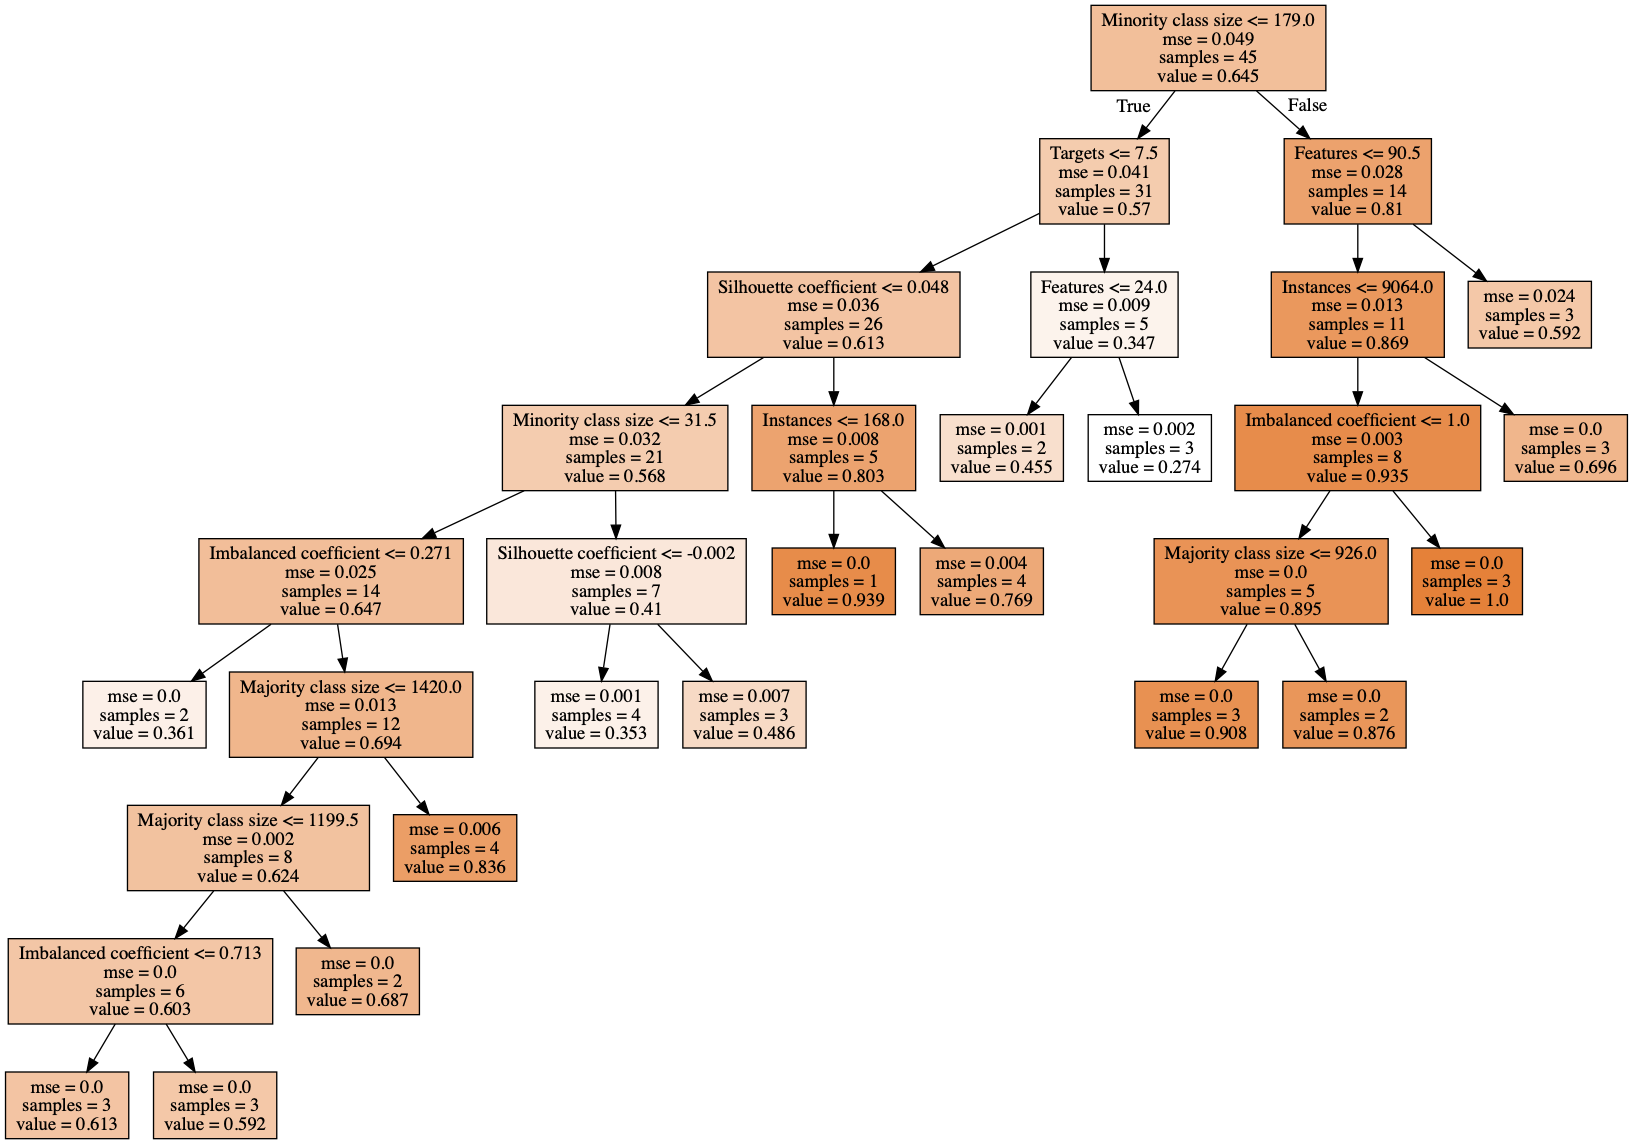 Minority class size <= 179.0
mse = 0.049
samples = 45
value = 0.645
True
False
Targets <= 7.5
mse = 0.041
samples = 31
value = 0.57
Features <= 90.5
mse = 0.028
samples = 14
value = 0.81
Silhouette coefficient <= 0.048
mse = 0.036
samples = 26
value = 0.613
Features <= 24.0
mse = 0.009
samples = 5
value = 0.347
Instances <= 9064.0
mse = 0.013
samples = 11
value = 0.869
mse = 0.024
samples = 3
value = 0.592
Minority class size <= 31.5
mse = 0.032
samples = 21
value = 0.568
Instances <= 168.0
mse = 0.008
samples = 5
value = 0.803
mse = 0.001
samples = 2
value = 0.455
mse = 0.002
samples = 3
value = 0.274
Imbalanced coefficient <= 1.0
mse = 0.003
samples = 8
value = 0.935
mse = 0.0
samples = 3
value = 0.696
Imbalanced coefficient <= 0.271
mse = 0.025
samples = 14
value = 0.647
Silhouette coefficient <= -0.002
mse = 0.008
samples = 7
value = 0.41
mse = 0.0
samples = 1
value = 0.939
mse = 0.004
samples = 4
value = 0.769
Majority class size <= 926.0
mse = 0.0
samples = 5
value = 0.895
mse = 0.0
samples = 3
value = 1.0
mse = 0.0
samples = 2
value = 0.361
Majority class size <= 1420.0
mse = 0.013
samples = 12
value = 0.694
mse = 0.001
samples = 4
value = 0.353
mse = 0.007
samples = 3
value = 0.486
mse = 0.0
samples = 3
value = 0.908
mse = 0.0
samples = 2
value = 0.876
Majority class size <= 1199.5
mse = 0.002
samples = 8
value = 0.624
mse = 0.006
samples = 4
value = 0.836
Imbalanced coefficient <= 0.713
mse = 0.0
samples = 6
value = 0.603
mse = 0.0
samples = 2
value = 0.687
mse = 0.0
samples = 3
value = 0.613
mse = 0.0
samples = 3
value = 0.592